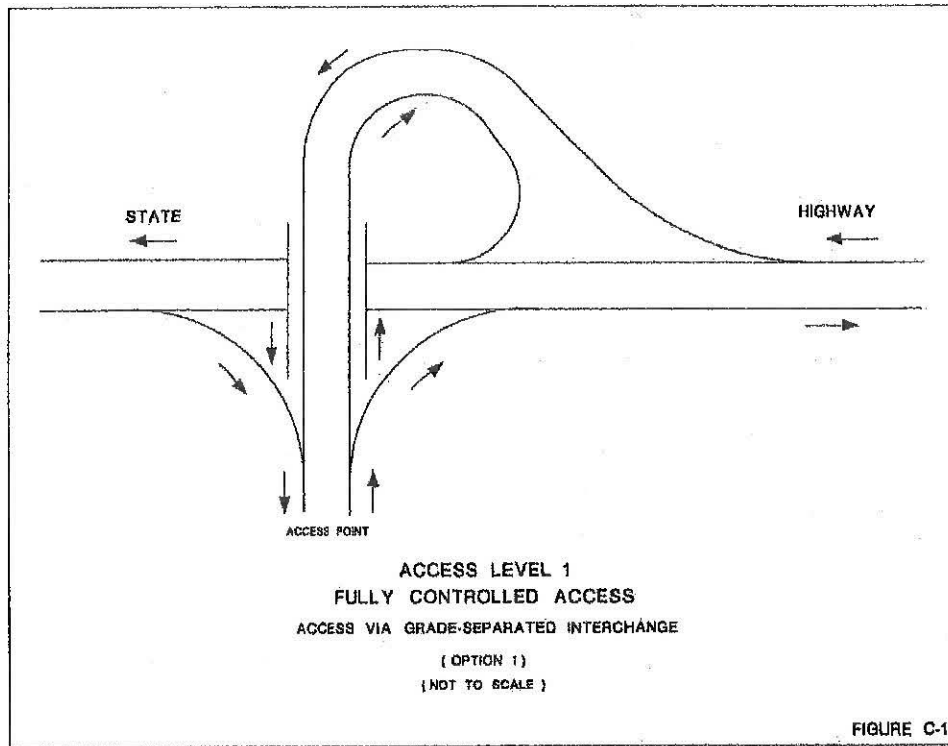 STATE
HIGHWAY
ACCESS POINT
ACCESS LEVEL 1
FULLY CONTROLLED ACCESS
ACCESS VIA GRADE-SEPARATED INTERCHANGE
( OPTION 1 )
( NOT TO SCALE )
FIGURE C-1